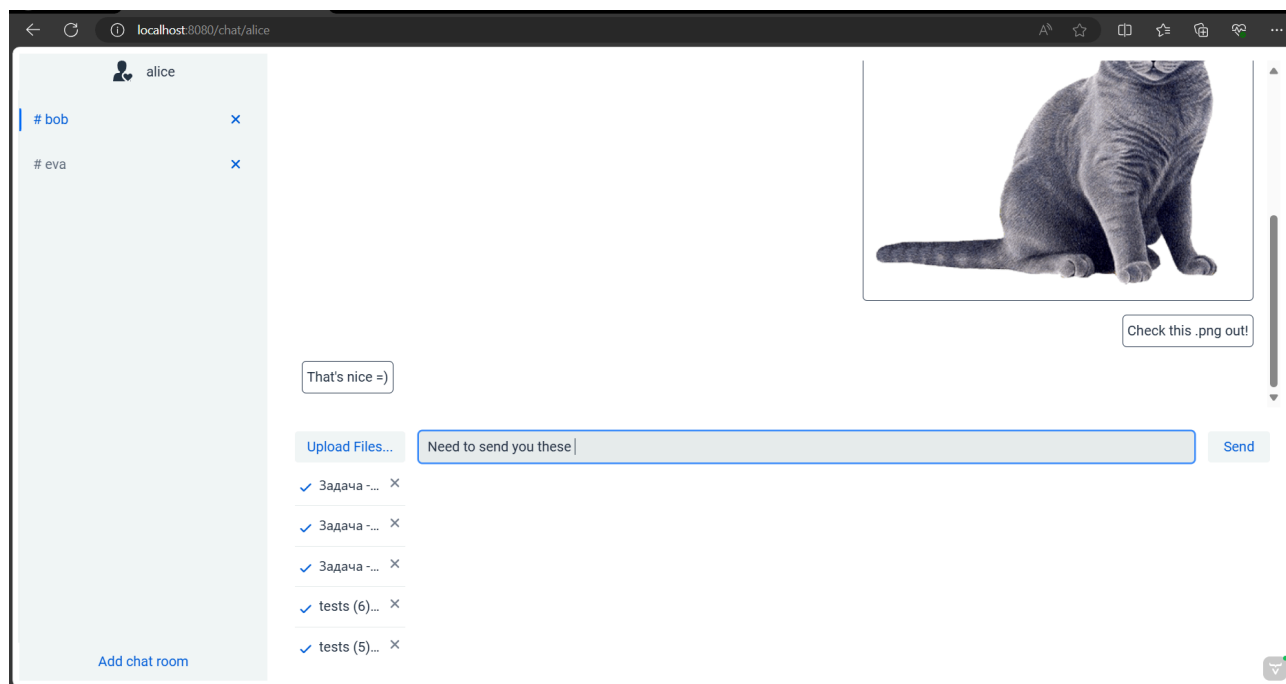 localhost:8080/chat/alice
alice
# bob
# eva
Check this .png out!
That's nice =)
Upload Files...
Need to send you these
Send
Задача -...
Задача -...
Задача -...
tests (6)...
tests (5)...
Add chat room